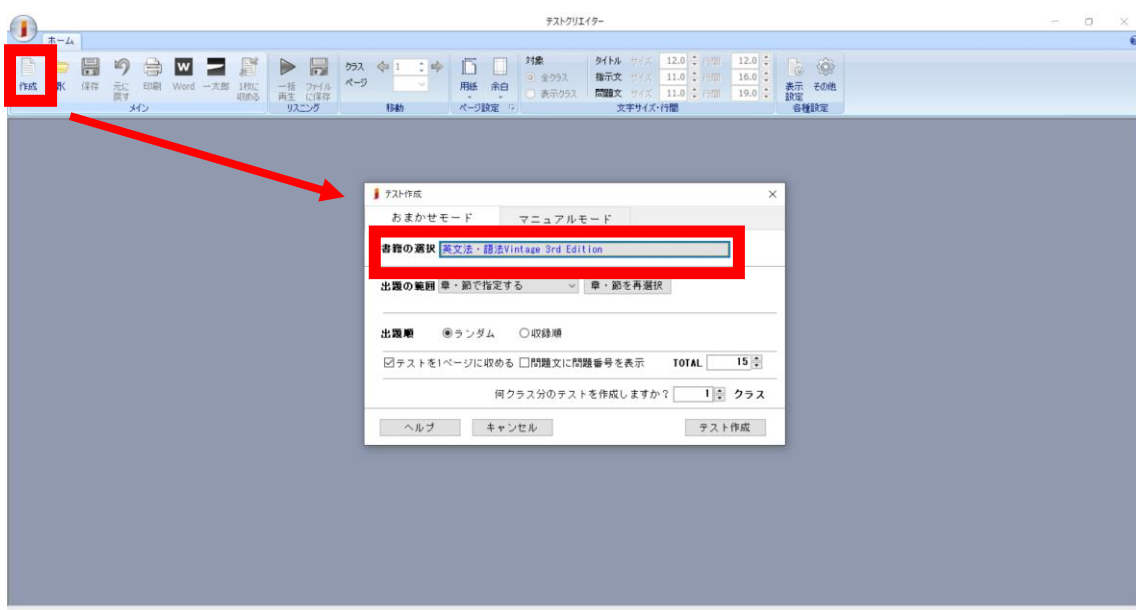 テストクリエイター
ホーム
作成 開く 保存 元に戻す 印刷 Word 一太郎 1枚に収める 一括再生 ファイルに保存 クラス 1 用紙 余白 対象 タイトル サイズ 12.0 行間 12.0 表示設定 その他
ページ 全クラス 指示文 サイズ 11.0 行間 16.0
表示クラス 問題文 サイズ 11.0 行間 19.0
メイン リスニング 移動 ページ設定 文字サイズ・行間 各種設定
テスト作成
おまかせモード マニュアルモード
書籍の選択 英文法・語法Vintage 3rd Edition
出題の範囲 章・節で指定する 章・節を再選択
出題順 ランダム 収録順
テストを1ページに収める 問題文に問題番号を表示 TOTAL 15
何クラス分のテストを作成しますか? 1 クラス
ヘルプ キャンセル テスト作成